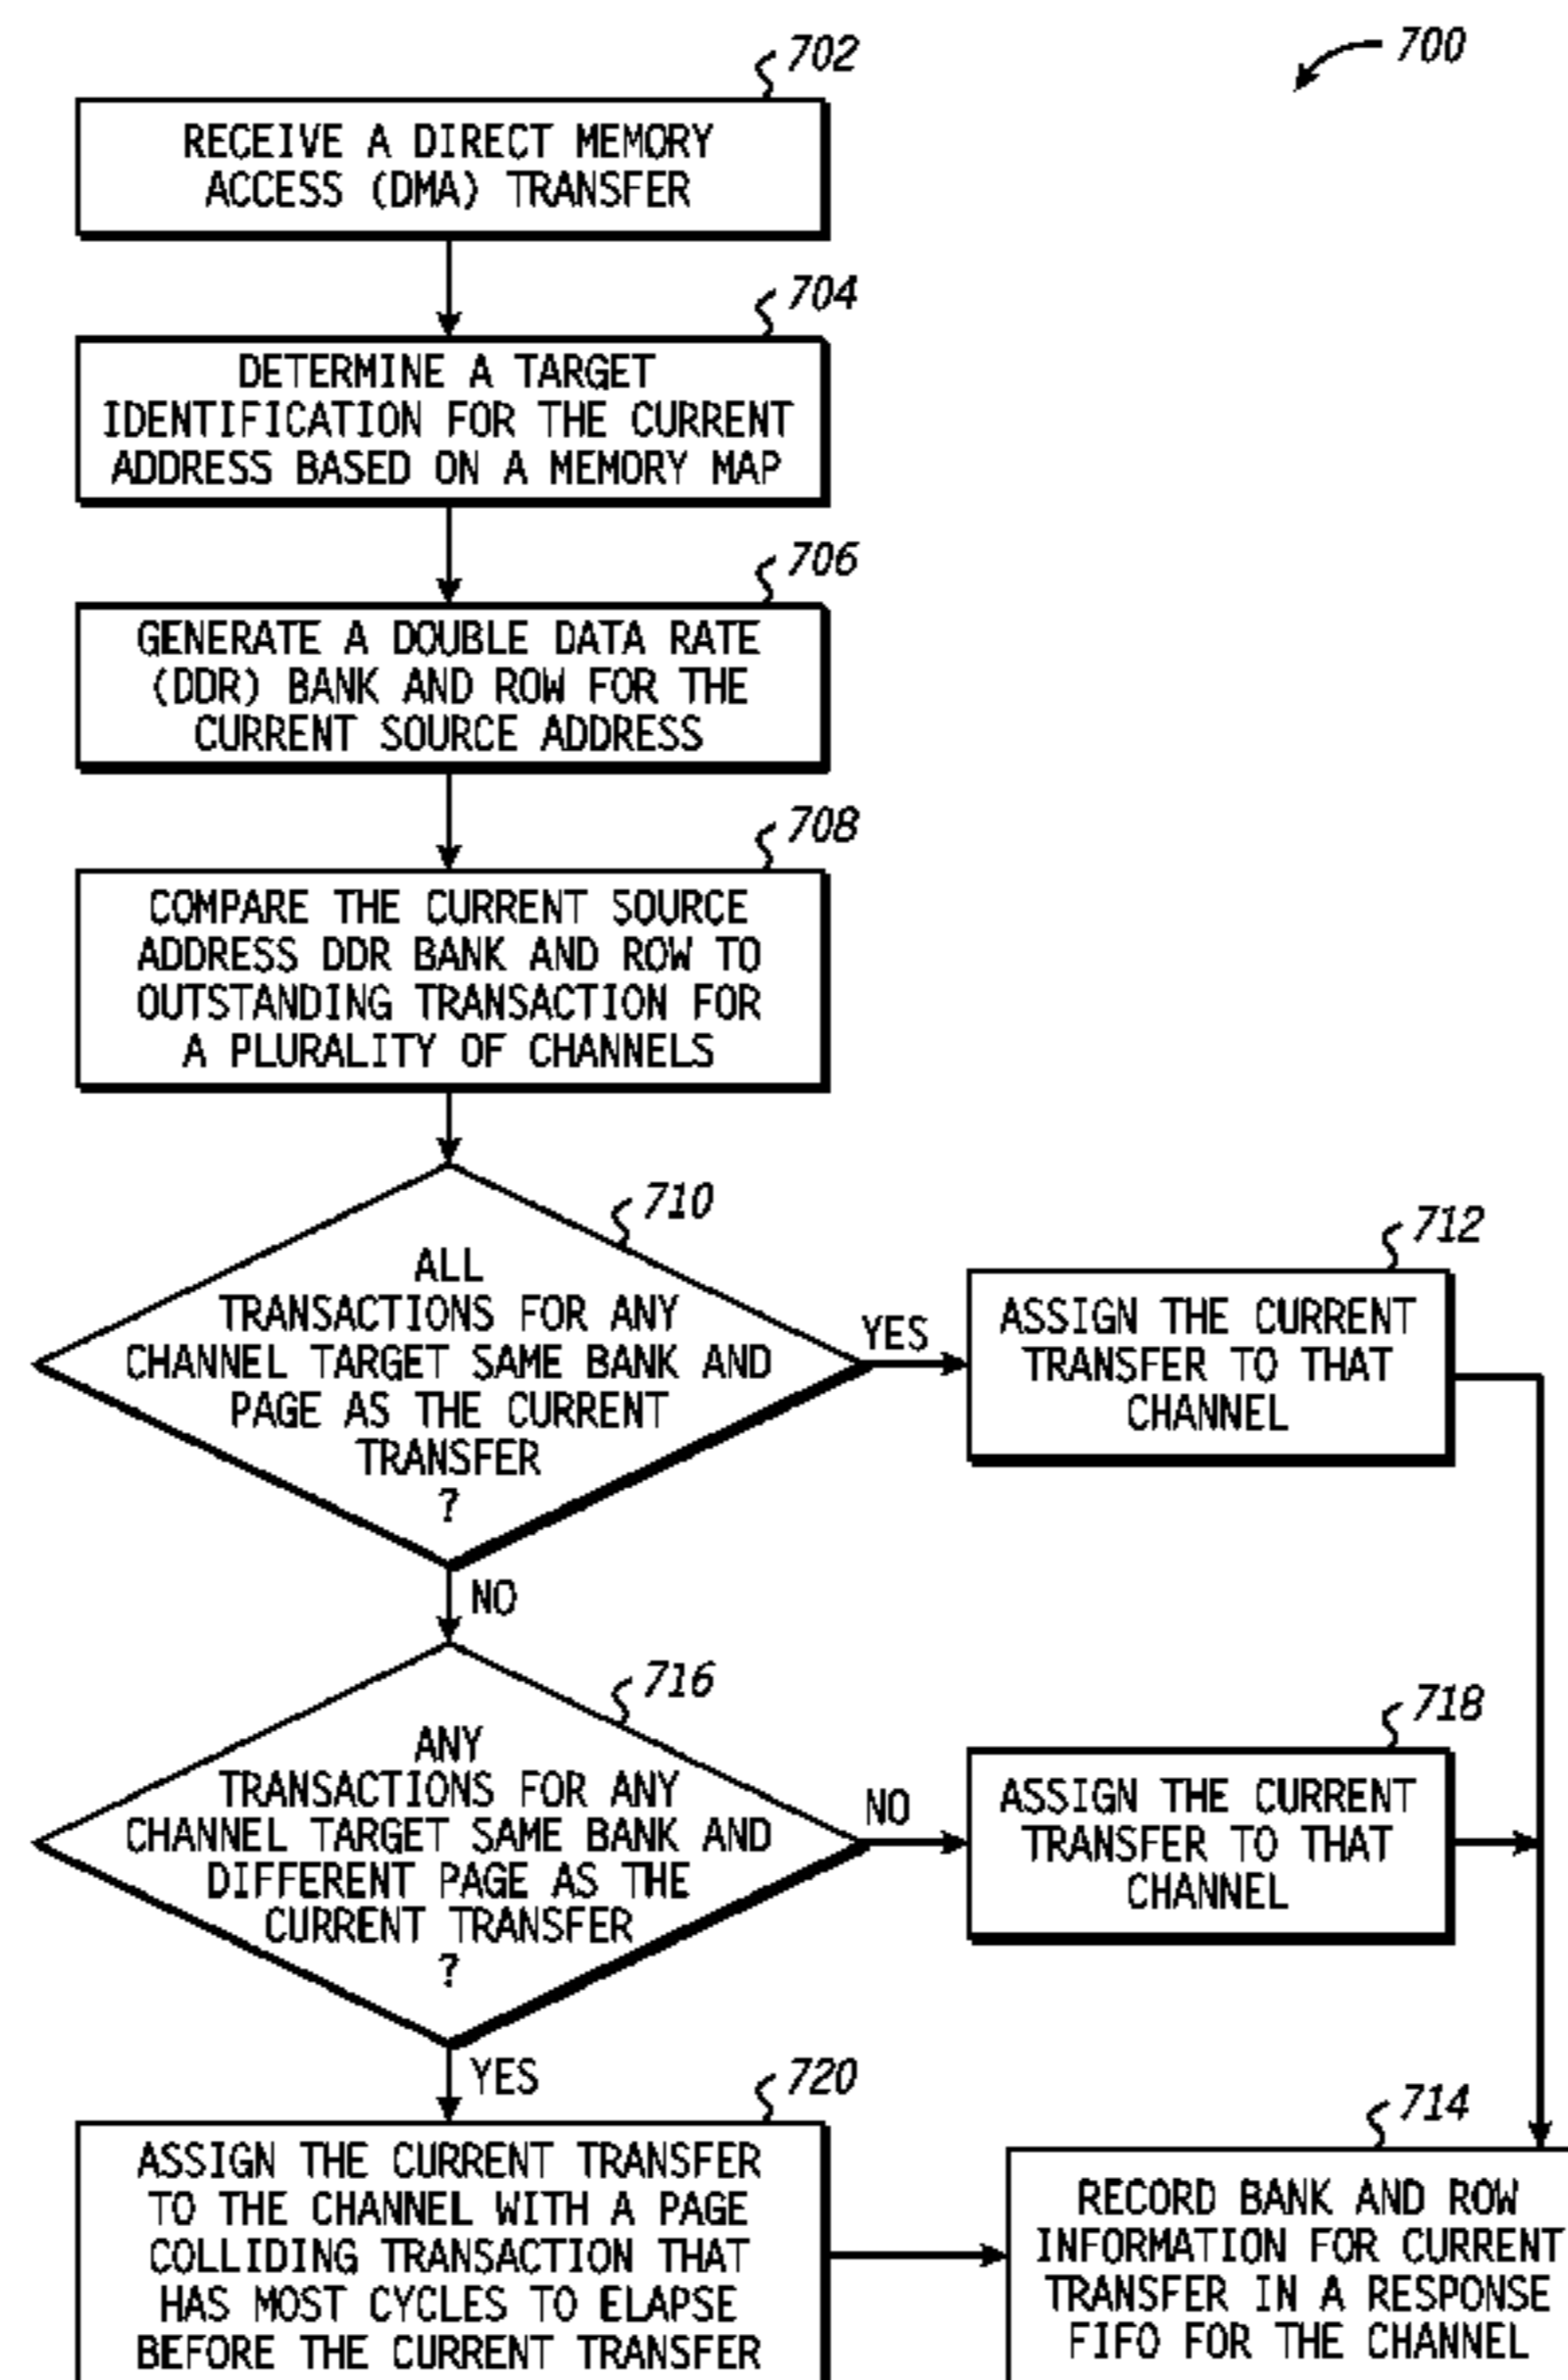 700
702
RECEIVE A DIRECT MEMORY
ACCESS (DMA) TRANSFER
704
DETERMINE A TARGET
IDENTIFICATION FOR THE CURRENT
ADDRESS BASED ON A MEMORY MAP
706
GENERATE A DOUBLE DATA RATE
(DDR) BANK AND ROW FOR THE
CURRENT SOURCE ADDRESS
708
COMPARE THE CURRENT SOURCE
ADDRESS DDR BANK AND ROW TO
OUTSTANDING TRANSACTION FOR
A PLURALITY OF CHANNELS
710
ALL
TRANSACTIONS FOR ANY
CHANNEL TARGET SAME BANK AND
PAGE AS THE CURRENT
TRANSFER
?
YES
712
ASSIGN THE CURRENT
TRANSFER TO THAT
CHANNEL
NO
716
ANY
TRANSACTIONS FOR ANY
CHANNEL TARGET SAME BANK AND
DIFFERENT PAGE AS THE
CURRENT TRANSFER
?
NO
718
ASSIGN THE CURRENT
TRANSFER TO THAT
CHANNEL
YES
720
ASSIGN THE CURRENT TRANSFER
TO THE CHANNEL WITH A PAGE
COLLIDING TRANSACTION THAT
HAS MOST CYCLES TO ELAPSE
BEFORE THE CURRENT TRANSFER
714
RECORD BANK AND ROW
INFORMATION FOR CURRENT
TRANSFER IN A RESPONSE
FIFO FOR THE CHANNEL